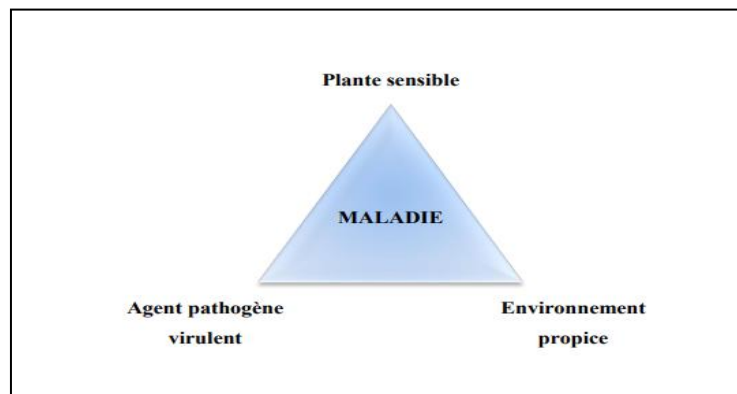 Plante sensible
MALADIE
Agent pathogène
virulent
Environnement
propice